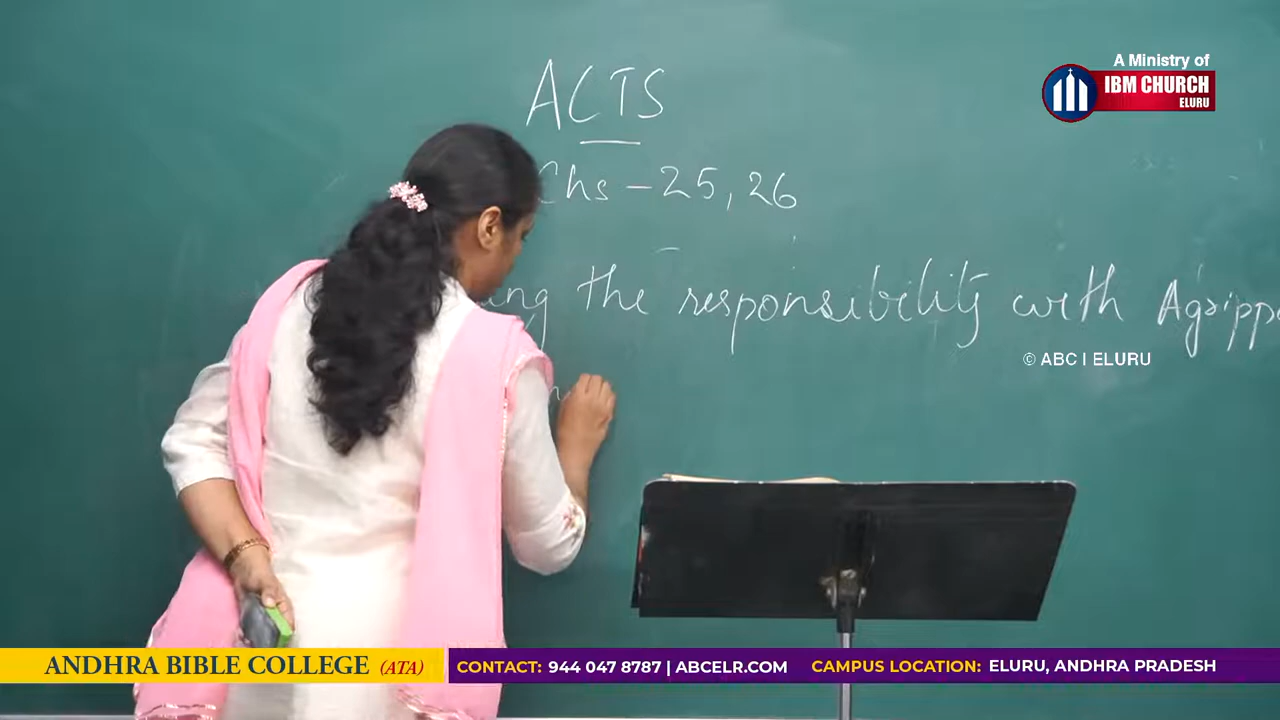 A Ministry of
IBM CHURCH
ELURU
ACTS
Chs - 25, 26
the responsibility with
© ABC | ELURU
ANDHRA BIBLE COLLEGE (ATA)
CONTACT: 944 047 8787 | ABCELR.COM CAMPUS LOCATION: ELURU, ANDHRA PRADESH